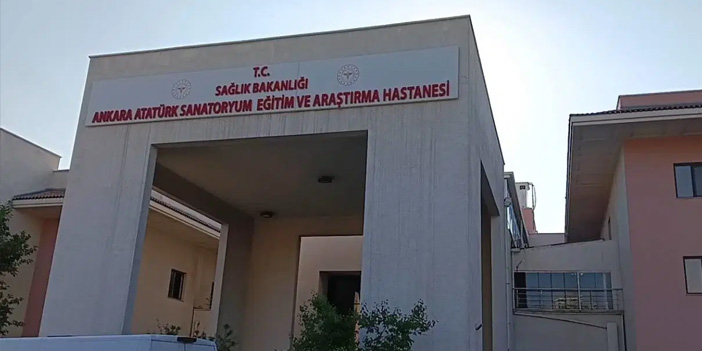 T.C.
SAĞLIK BAKANLIĞI
ANKARA ATATÜRK SANATORYUM EĞİTİM VE ARAŞTIRMA HASTANESİ